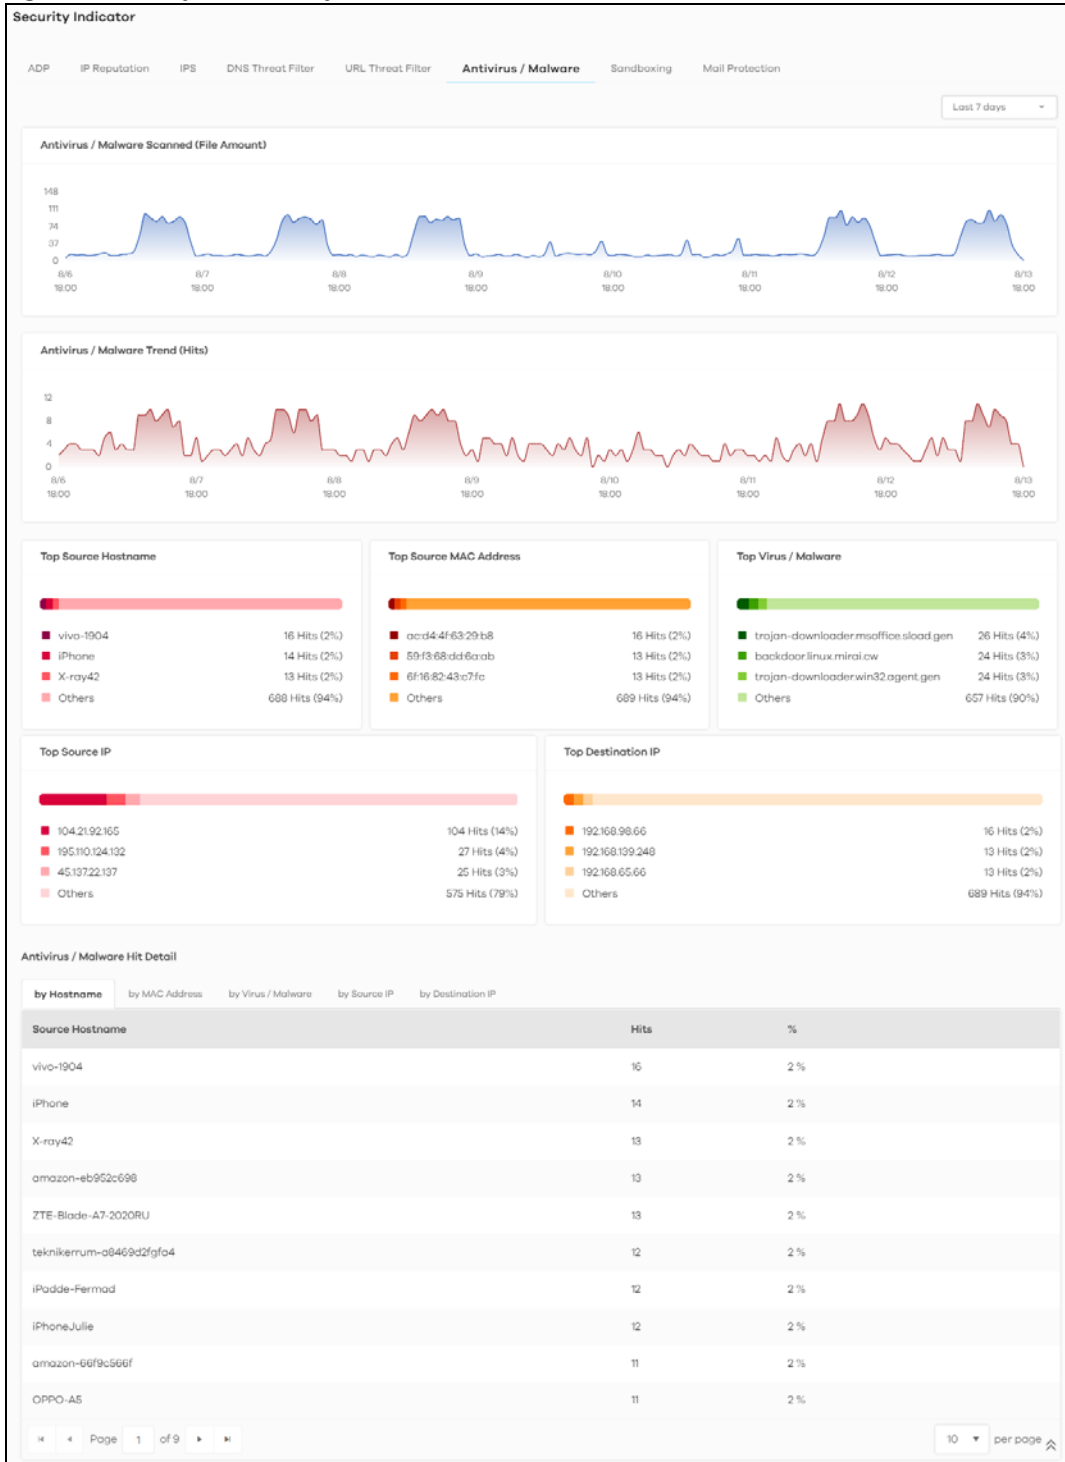 Security Indicator
ADP IP Reputation IPS DNS Threat Filter URL Threat Filter Antivirus / Malware Sandboxing Mail Protection
Last 7 days
Antivirus / Malware Scanned (File Amount)
148
111
74
37
0
8/6 8/7 8/8 8/9 8/10 8/11 8/12 8/13
18:00 18:00 18:00 18:00 18:00 18:00 18:00 18:00
Antivirus / Malware Trend (Hits)
12
8
4
0
8/6 8/7 8/8 8/9 8/10 8/11 8/12 8/13
18:00 18:00 18:00 18:00 18:00 18:00 18:00 18:00
Top Source Hostname
vivo-1904 16 Hits (2%)
iPhone 14 Hits (2%)
X-ray42 13 Hits (2%)
Others 688 Hits (94%)
Top Source MAC Address
ac:d4:4f:63:29:b8 16 Hits (2%)
59:f3:68:dd:6a:ab 13 Hits (2%)
6f:16:82:43:c7:fc 13 Hits (2%)
Others 689 Hits (94%)
Top Virus / Malware
trojan-downloader.msoffice.sload.gen 26 Hits (4%)
backdoor.linux.mirai.cw 24 Hits (3%)
trojan-downloader.win32.agent.gen 24 Hits (3%)
Others 657 Hits (90%)
Top Source IP
104.21.92.165 104 Hits (14%)
195.110.124.132 27 Hits (4%)
45.137.22.137 25 Hits (3%)
Others 575 Hits (79%)
Top Destination IP
192.168.98.66 16 Hits (2%)
192.168.139.248 13 Hits (2%)
192.168.65.66 13 Hits (2%)
Others 689 Hits (94%)
Antivirus / Malware Hit Detail
by Hostname by MAC Address by Virus / Malware by Source IP by Destination IP
Source Hostname Hits %
vivo-1904 16 2 %
iPhone 14 2 %
X-ray42 13 2 %
amazon-eb952c698 13 2 %
ZTE-Blade-A7-2020RU 13 2 %
teknikerrum-a8469d2fgfa4 12 2 %
iPadde-Fermad 12 2 %
iPhoneJulie 12 2 %
amazon-66f9c566f 11 2 %
OPPO-A5 11 2 %
Page 1 of 9 10 per page